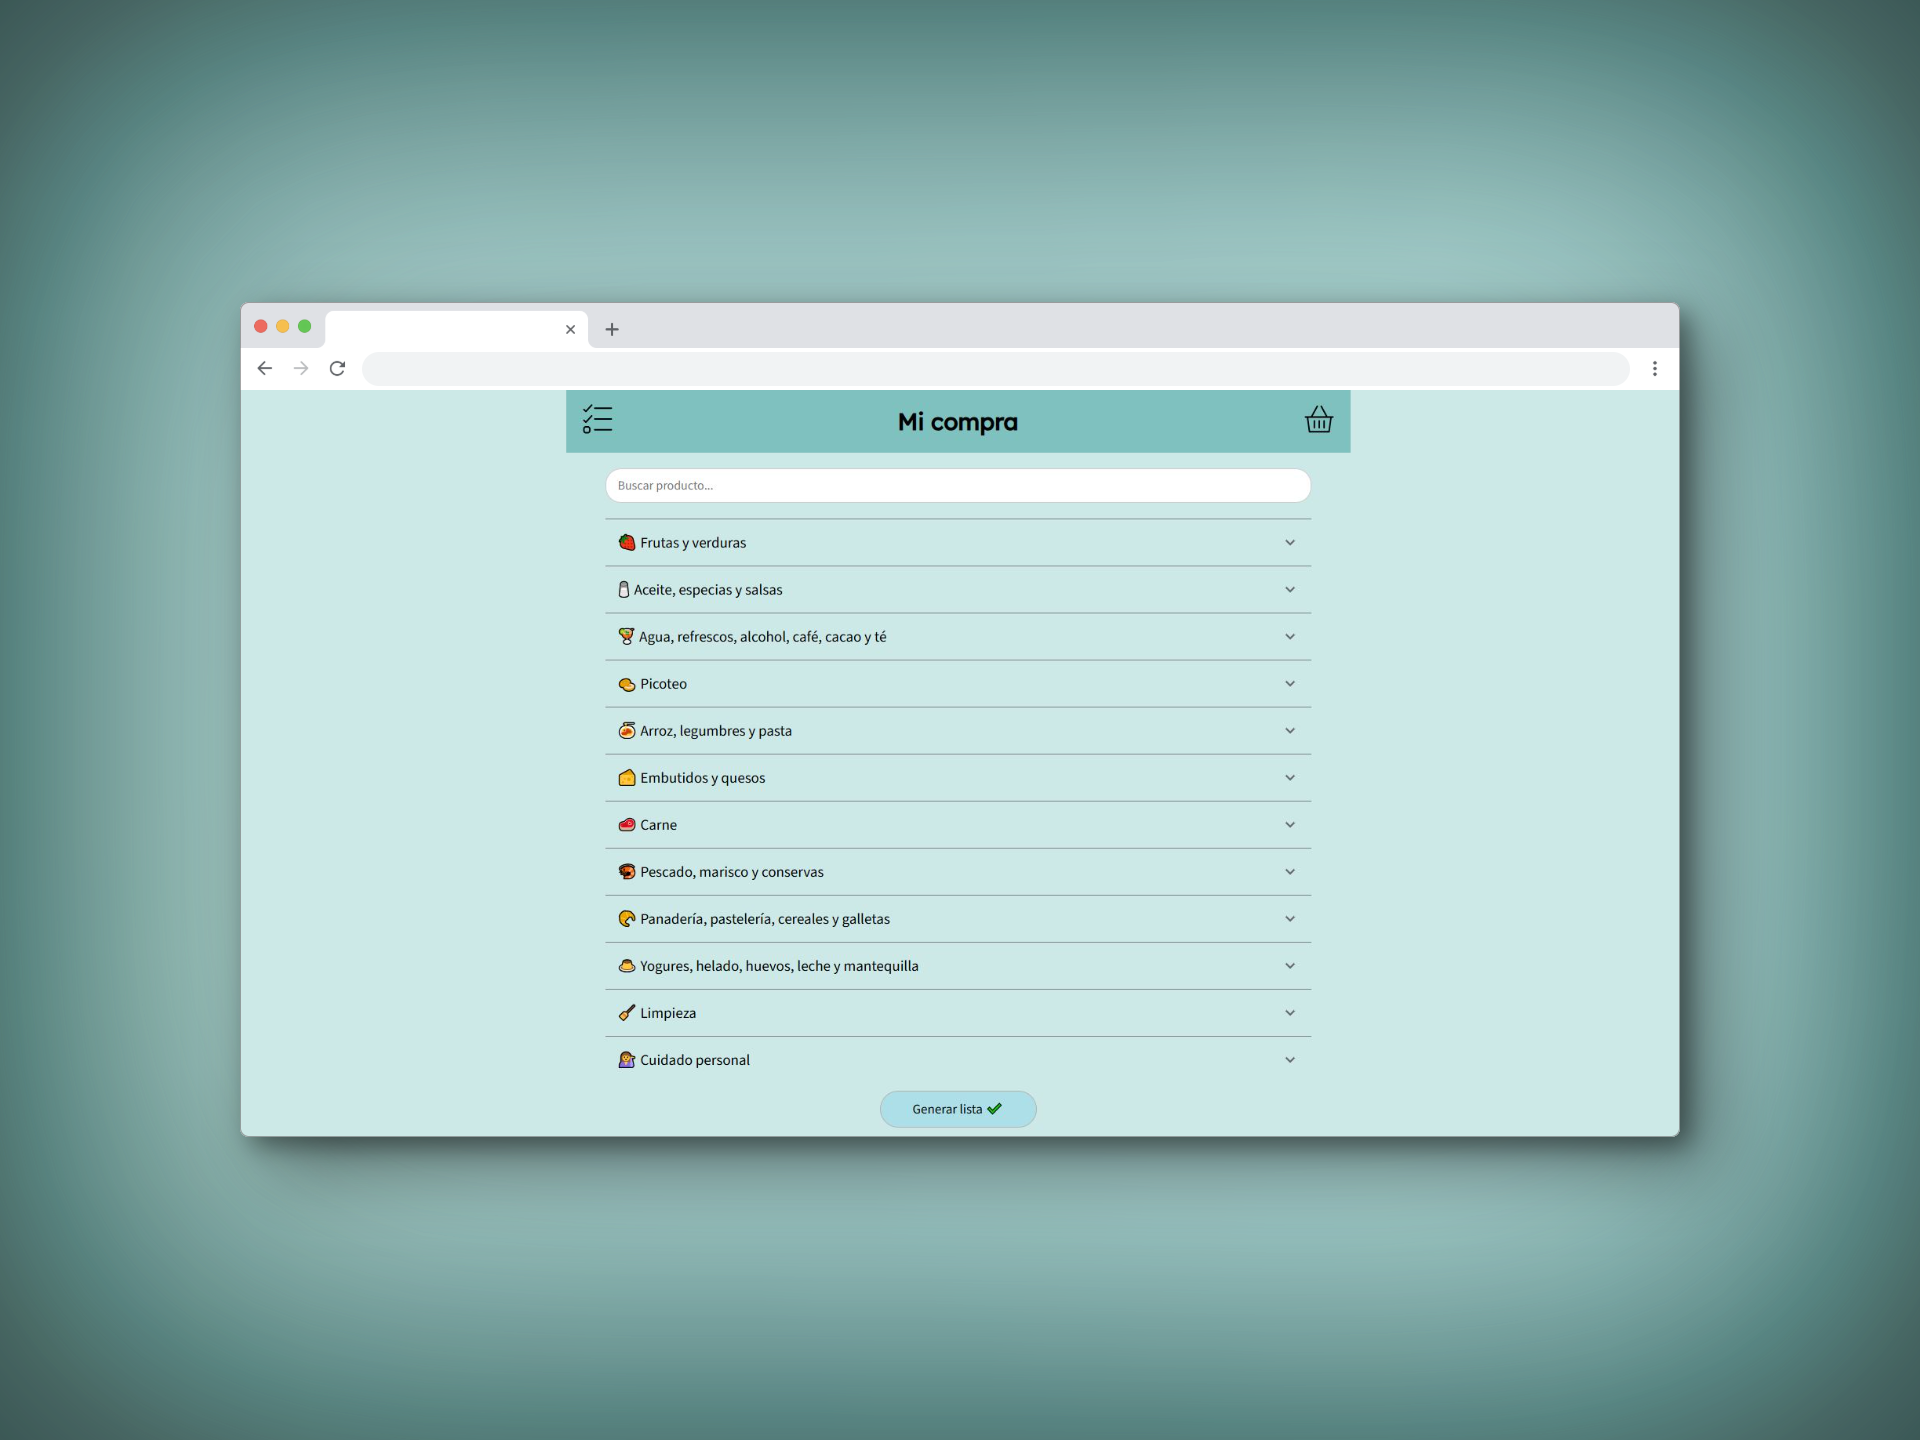 Mi compra
Buscar producto...
Frutas y verduras
Aceite, especias y salsas
Agua, refrescos, alcohol, café, cacao y té
Picoteo
Arroz, legumbres y pasta
Embutidos y quesos
Carne
Pescado, marisco y conservas
Panadería, pastelería, cereales y galletas
Yogures, helado, huevos, leche y mantequilla
Limpieza
Cuidado personal
Generar lista